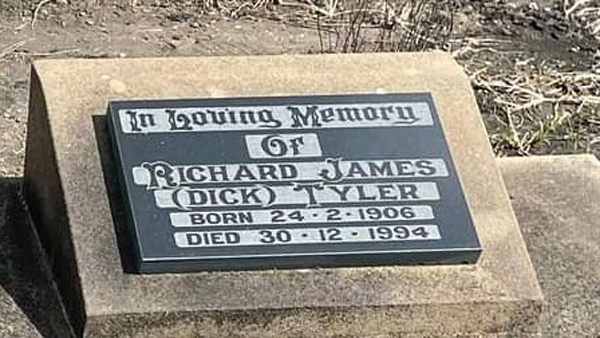 In Loving Memory
Of
RICHARD JAMES
(DICK) TYLER
BORN 24·2·1906
DIED 30·12·1994